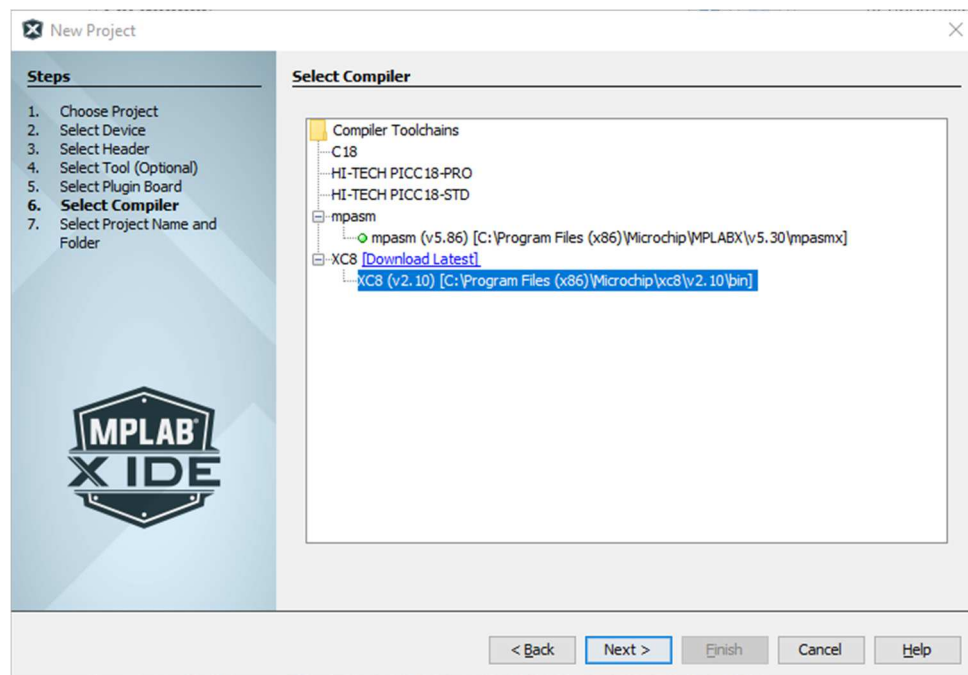 New Project
Steps
1. Choose Project
2. Select Device
3. Select Header
4. Select Tool (Optional)
5. Select Plugin Board
6. Select Compiler
7. Select Project Name and
Folder
MPLAB
X IDE
Select Compiler
Compiler Toolchains
C18
HI-TECH PICC18-PRO
HI-TECH PICC18-STD
mpasm
mpasm (v5.86) [C:\Program Files (x86)\Microchip\MPLABX\v5.30\mpasmx]
XC8 [Download Latest]
XC8 (v2.10) [C:\Program Files (x86)\Microchip\xc8\v2.10\bin]
< Back
Next >
Finish
Cancel
Help